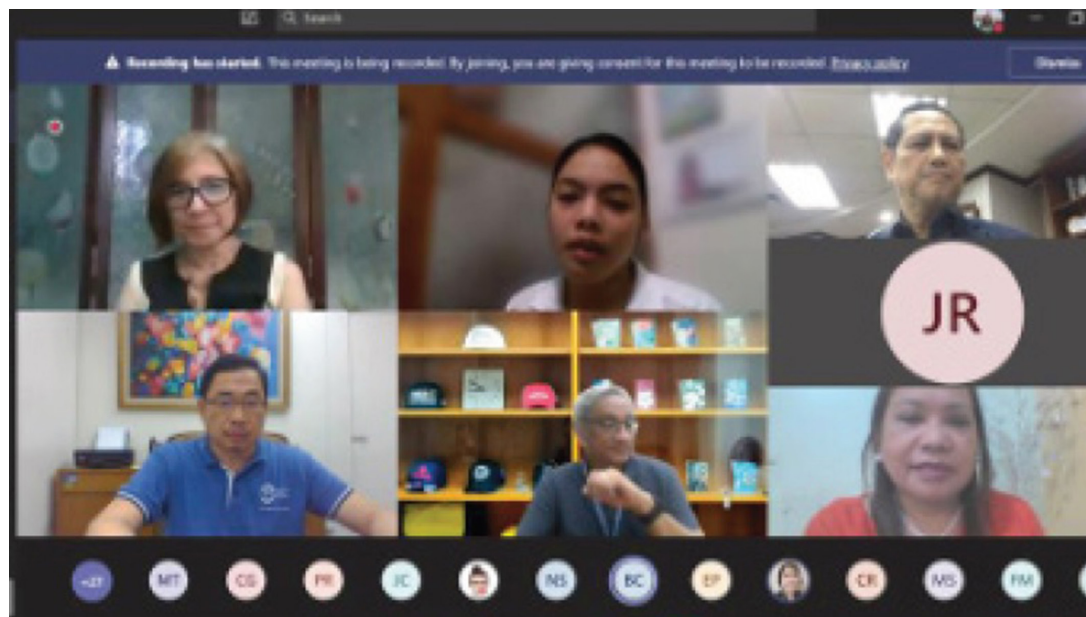 Search
Recording has started. This meeting is being recorded. By joining, you are giving consent for this meeting to be recorded. Privacy policy
Dismiss
JR
+27 MT CG PR JC NS BC EP CR MS FM